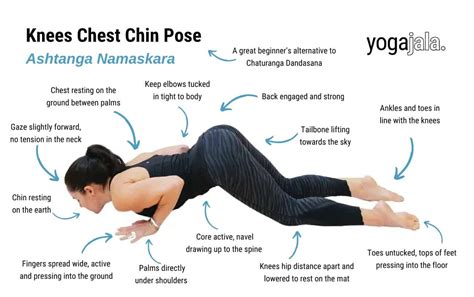 Knees Chest Chin Pose
Ashtanga Namaskara
A great beginner's alternative to
Chaturanga Dandasana
yogajala.
Chest resting on the
ground between palms
Keep elbows tucked
in tight to body
Back engaged and strong
Ankles and toes in
line with the knees
Gaze slightly forward,
no tension in the neck
Tailbone lifting
towards the sky
Chin resting
on the earth
Fingers spread wide, active
and pressing into the ground
Palms directly
under shoulders
Core active, navel
drawing up to the spine
Knees hip distance apart and
lowered to rest on the mat
Toes untucked, tops of feet
pressing into the floor